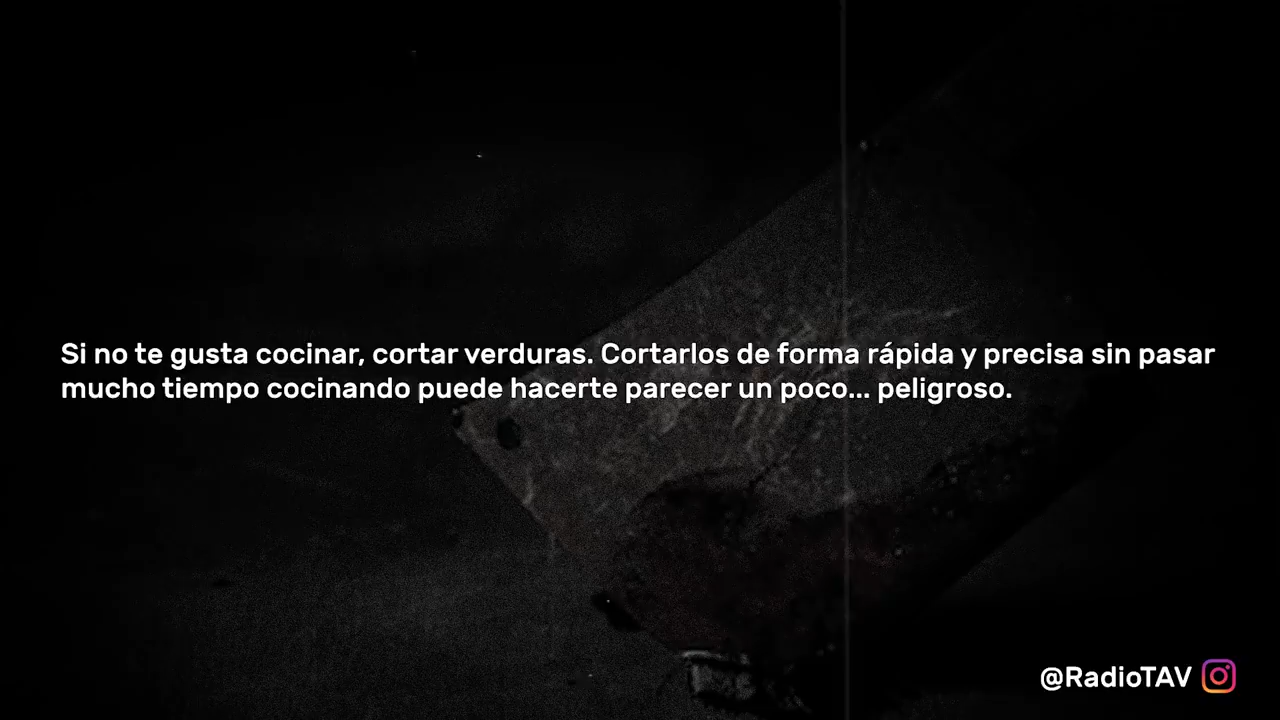 Si no te gusta cocinar, cortar verduras. Cortarlos de forma rápida y precisa sin pasar
mucho tiempo cocinando puede hacerte parecer un poco... peligroso.
@RadioTAV